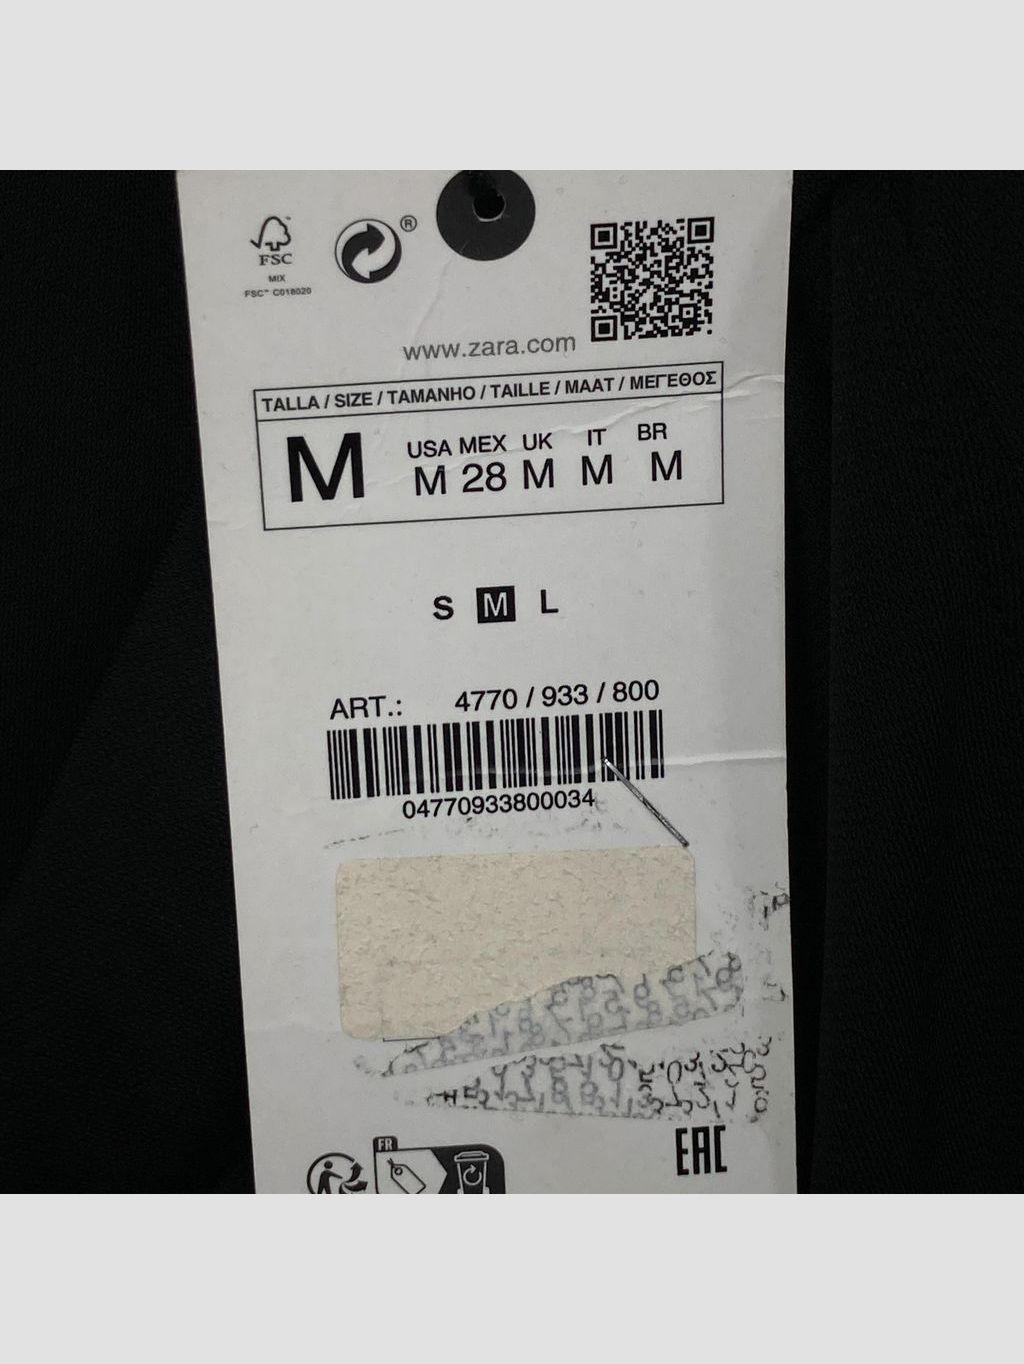 FSC
MIX
FSC™ C018020
®
www.zara.com
TALLA / SIZE / TAMANHO / TAILLE / MAAT / ΜΕΓΕΘΟΣ
M
USA MEX UK IT BR
M 28 M M M
S M L
ART.: 4770 / 933 / 800
04770933800034
FR
EAC